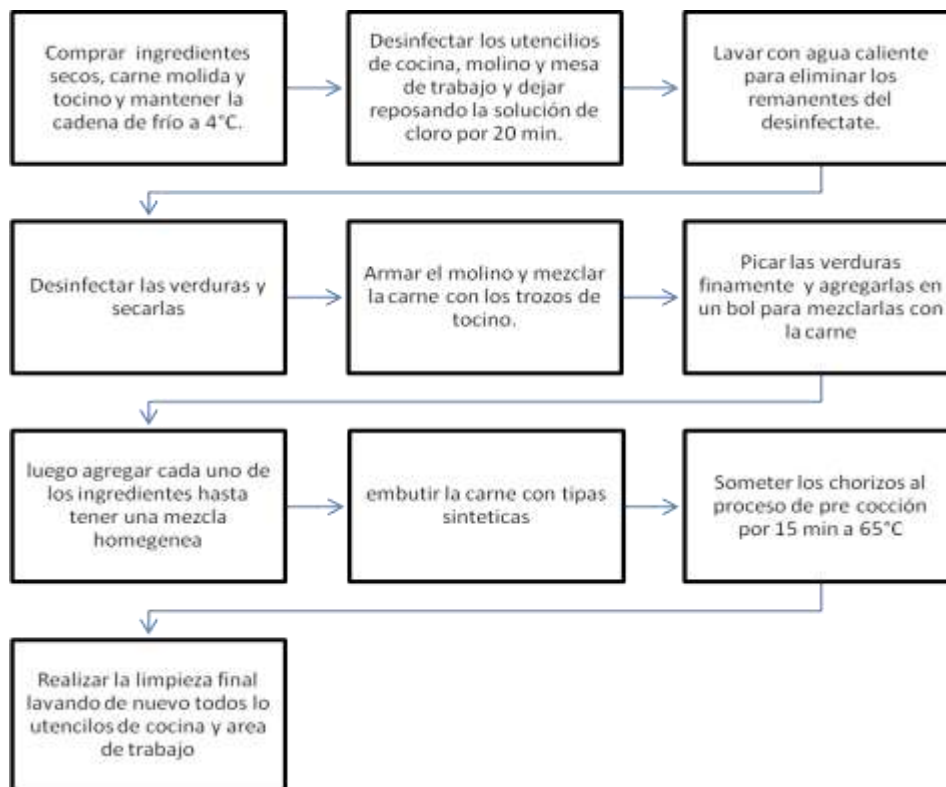 Comprar ingredientes
secos, carne molida y
tocino y mantener la
cadena de frío a 4°C.
Desinfectar los utencilios
de cocina, molino y mesa
de trabajo y dejar
reposando la solución de
cloro por 20 min.
Lavar con agua caliente
para eliminar los
remanentes del
desinfectate.
Desinfectar las verduras y
secarlas
Armar el molino y mezclar
la carne con los trozos de
tocino.
Picar las verduras
finamente y agregarlas en
un bol para mezclarlas con
la carne
luego agregar cada uno de
los ingredientes hasta
tener una mezcla
homegenea
embutir la carne con tipas
sinteticas
Someter los chorizos al
proceso de pre cocción
por 15 min a 65°C
Realizar la limpieza final
lavando de nuevo todos lo
utencilos de cocina y area
de trabajo